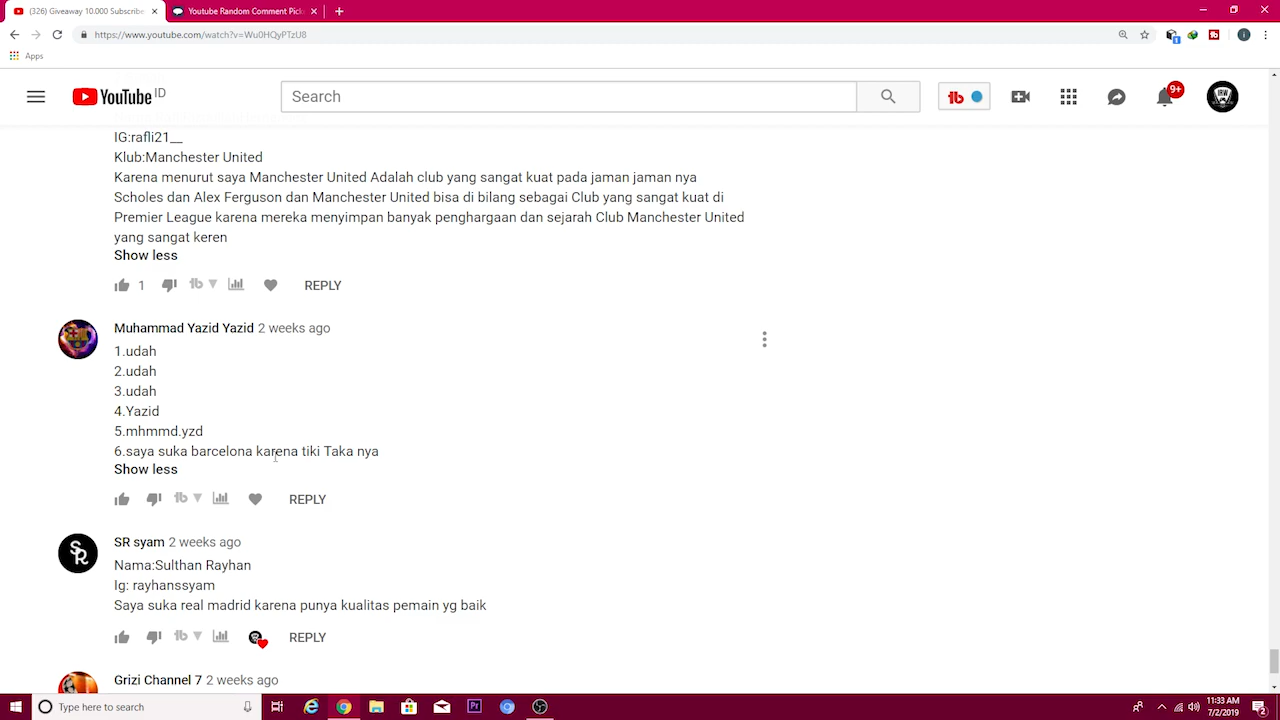 (326) Giveaway 10.000 Subscribe
Youtube Random Comment Pick
https://www.youtube.com/watch?v=Wu0HQyPTzU8
Apps
YouTube ID
Search
9+
IG:rafli21__
Klub:Manchester United
Karena menurut saya Manchester United Adalah club yang sangat kuat pada jaman jaman nya
Scholes dan Alex Ferguson dan Manchester United bisa di bilang sebagai Club yang sangat kuat di
Premier League karena mereka menyimpan banyak penghargaan dan sejarah Club Manchester United
yang sangat keren
Show less
1
REPLY
Muhammad Yazid Yazid 2 weeks ago
1.udah
2.udah
3.udah
4.Yazid
5.mhmmd.yzd
6.saya suka barcelona karena tiki Taka nya
Show less
REPLY
SR syam 2 weeks ago
Nama:Sulthan Rayhan
Ig: rayhanssyam
Saya suka real madrid karena punya kualitas pemain yg baik
REPLY
Grizi Channel 7 2 weeks ago
Type here to search
11:33 AM
7/2/2019